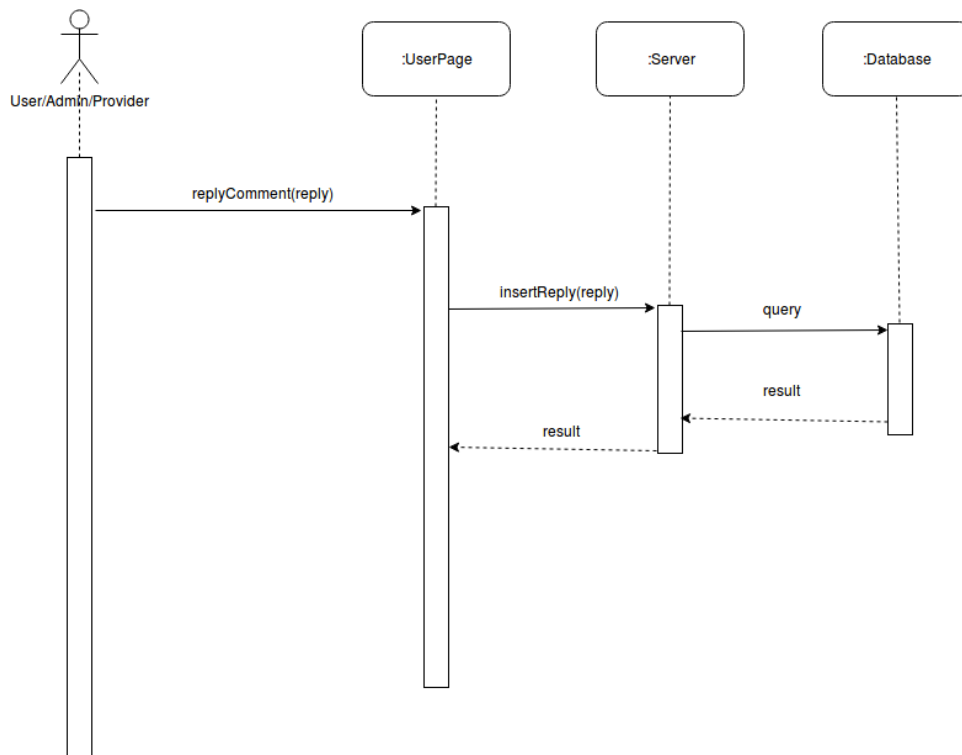 :UserPage
:Server
:Database
User/Admin/Provider
replyComment(reply)
insertReply(reply)
query
result
result